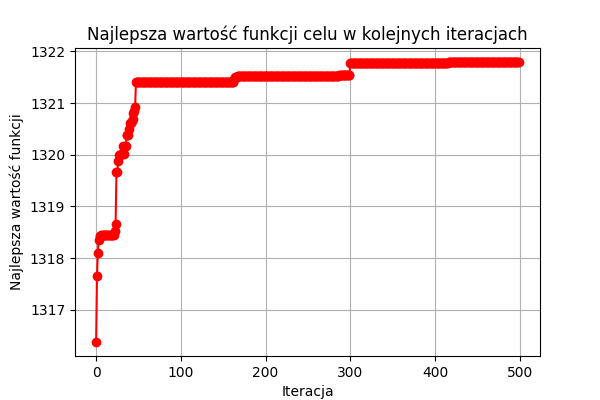 Najlepsza wartość funkcji celu w kolejnych iteracjach
1322
1321
1320
1319
1318
1317
Najlepsza wartość funkcji
0 100 200 300 400 500
Iteracja